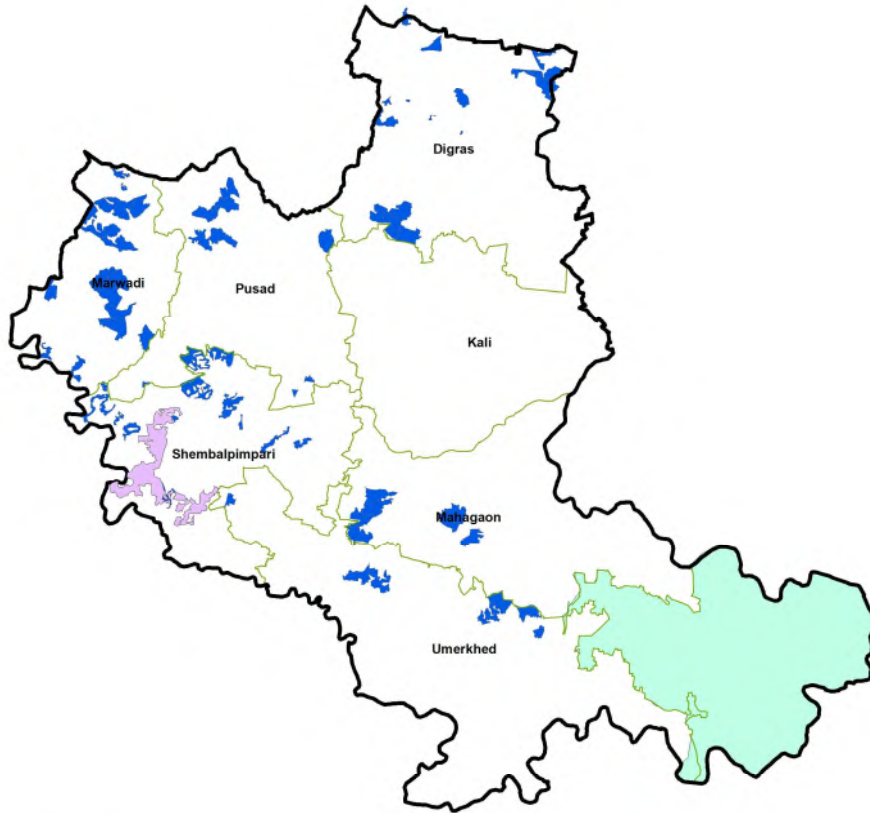 Digras
Marwadi
Pusad
Kali
Shembalpimpari
Mahagaon
Umerkhed